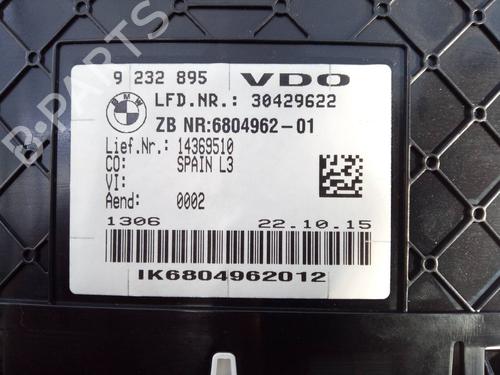 B-PARTS
9 232 895 VDO
BMW
LFD.NR.: 30429622
ZB NR:6804962-01
Lief.Nr.: 14369510
CO: SPAIN L3
VI:
Aend: 0002
1306 22.10.15
IK6804962012